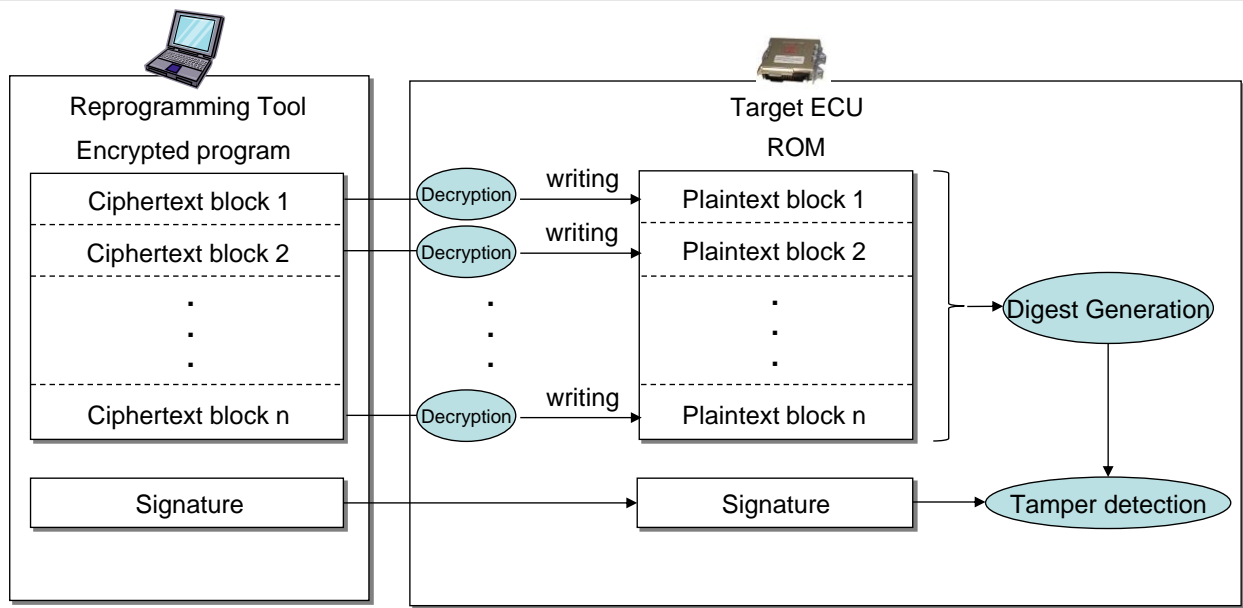 Reprogramming Tool
Encrypted program
Ciphertext block 1
Ciphertext block 2
.
.
.
Ciphertext block n
Signature
Target ECU
ROM
Decryption
writing
Plaintext block 1
Decryption
writing
Plaintext block 2
.
.
.
.
.
.
Decryption
writing
Plaintext block n
Signature
Digest Generation
Tamper detection